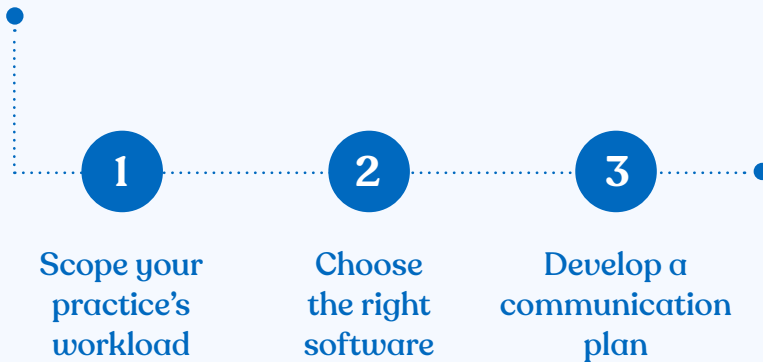 1
Scope your
practice's
workload
2
Choose
the right
software
3
Develop a
communication
plan